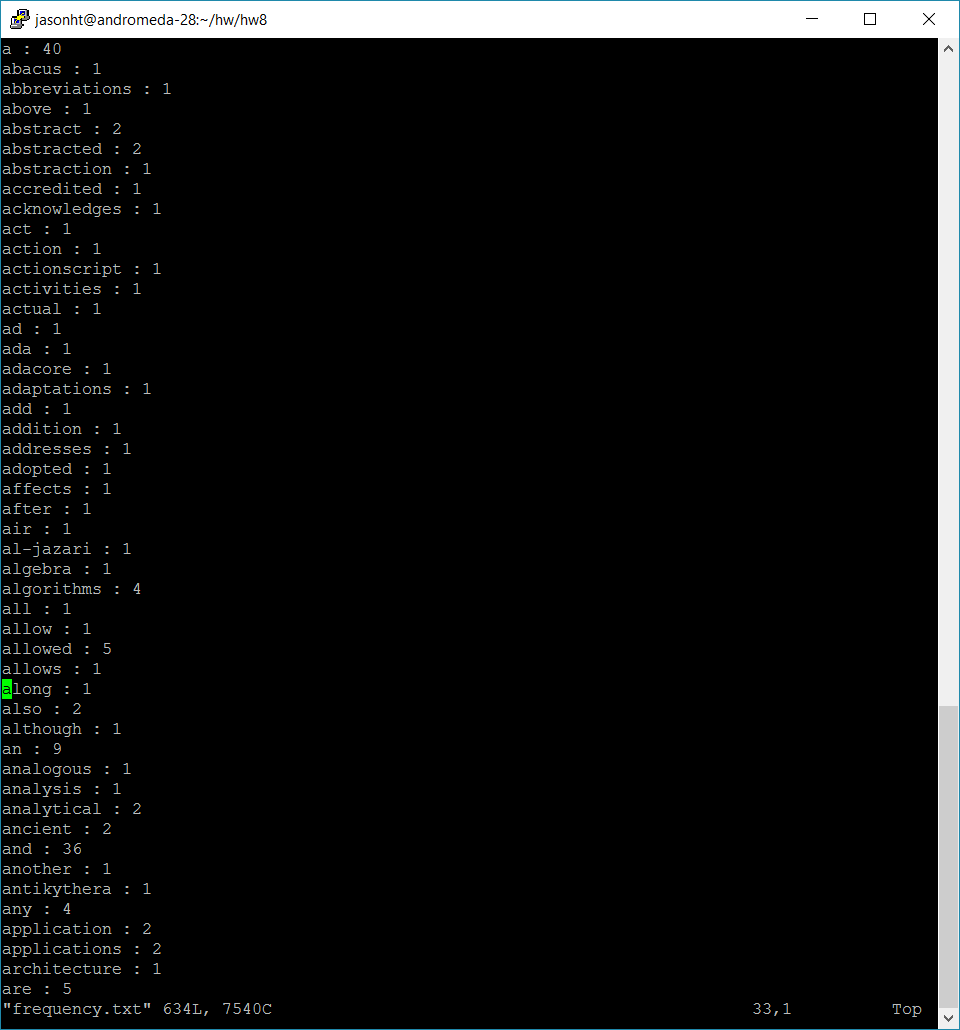 jasonht@andromeda-28:~/hw/hw8
a : 40
abacus : 1
abbreviations : 1
above : 1
abstract : 2
abstracted : 2
abstraction : 1
accredited : 1
acknowledges : 1
act : 1
action : 1
actionscript : 1
activities : 1
actual : 1
ad : 1
ada : 1
adacore : 1
adaptations : 1
add : 1
addition : 1
addresses : 1
adopted : 1
affects : 1
after : 1
air : 1
al-jazari : 1
algebra : 1
algorithms : 4
all : 1
allow : 1
allowed : 5
allows : 1
along : 1
also : 2
although : 1
an : 9
analogous : 1
analysis : 1
analytical : 2
ancient : 2
and : 36
another : 1
antikythera : 1
any : 4
application : 2
applications : 2
architecture : 1
are : 5
"frequency.txt" 634L, 7540C 33,1 Top